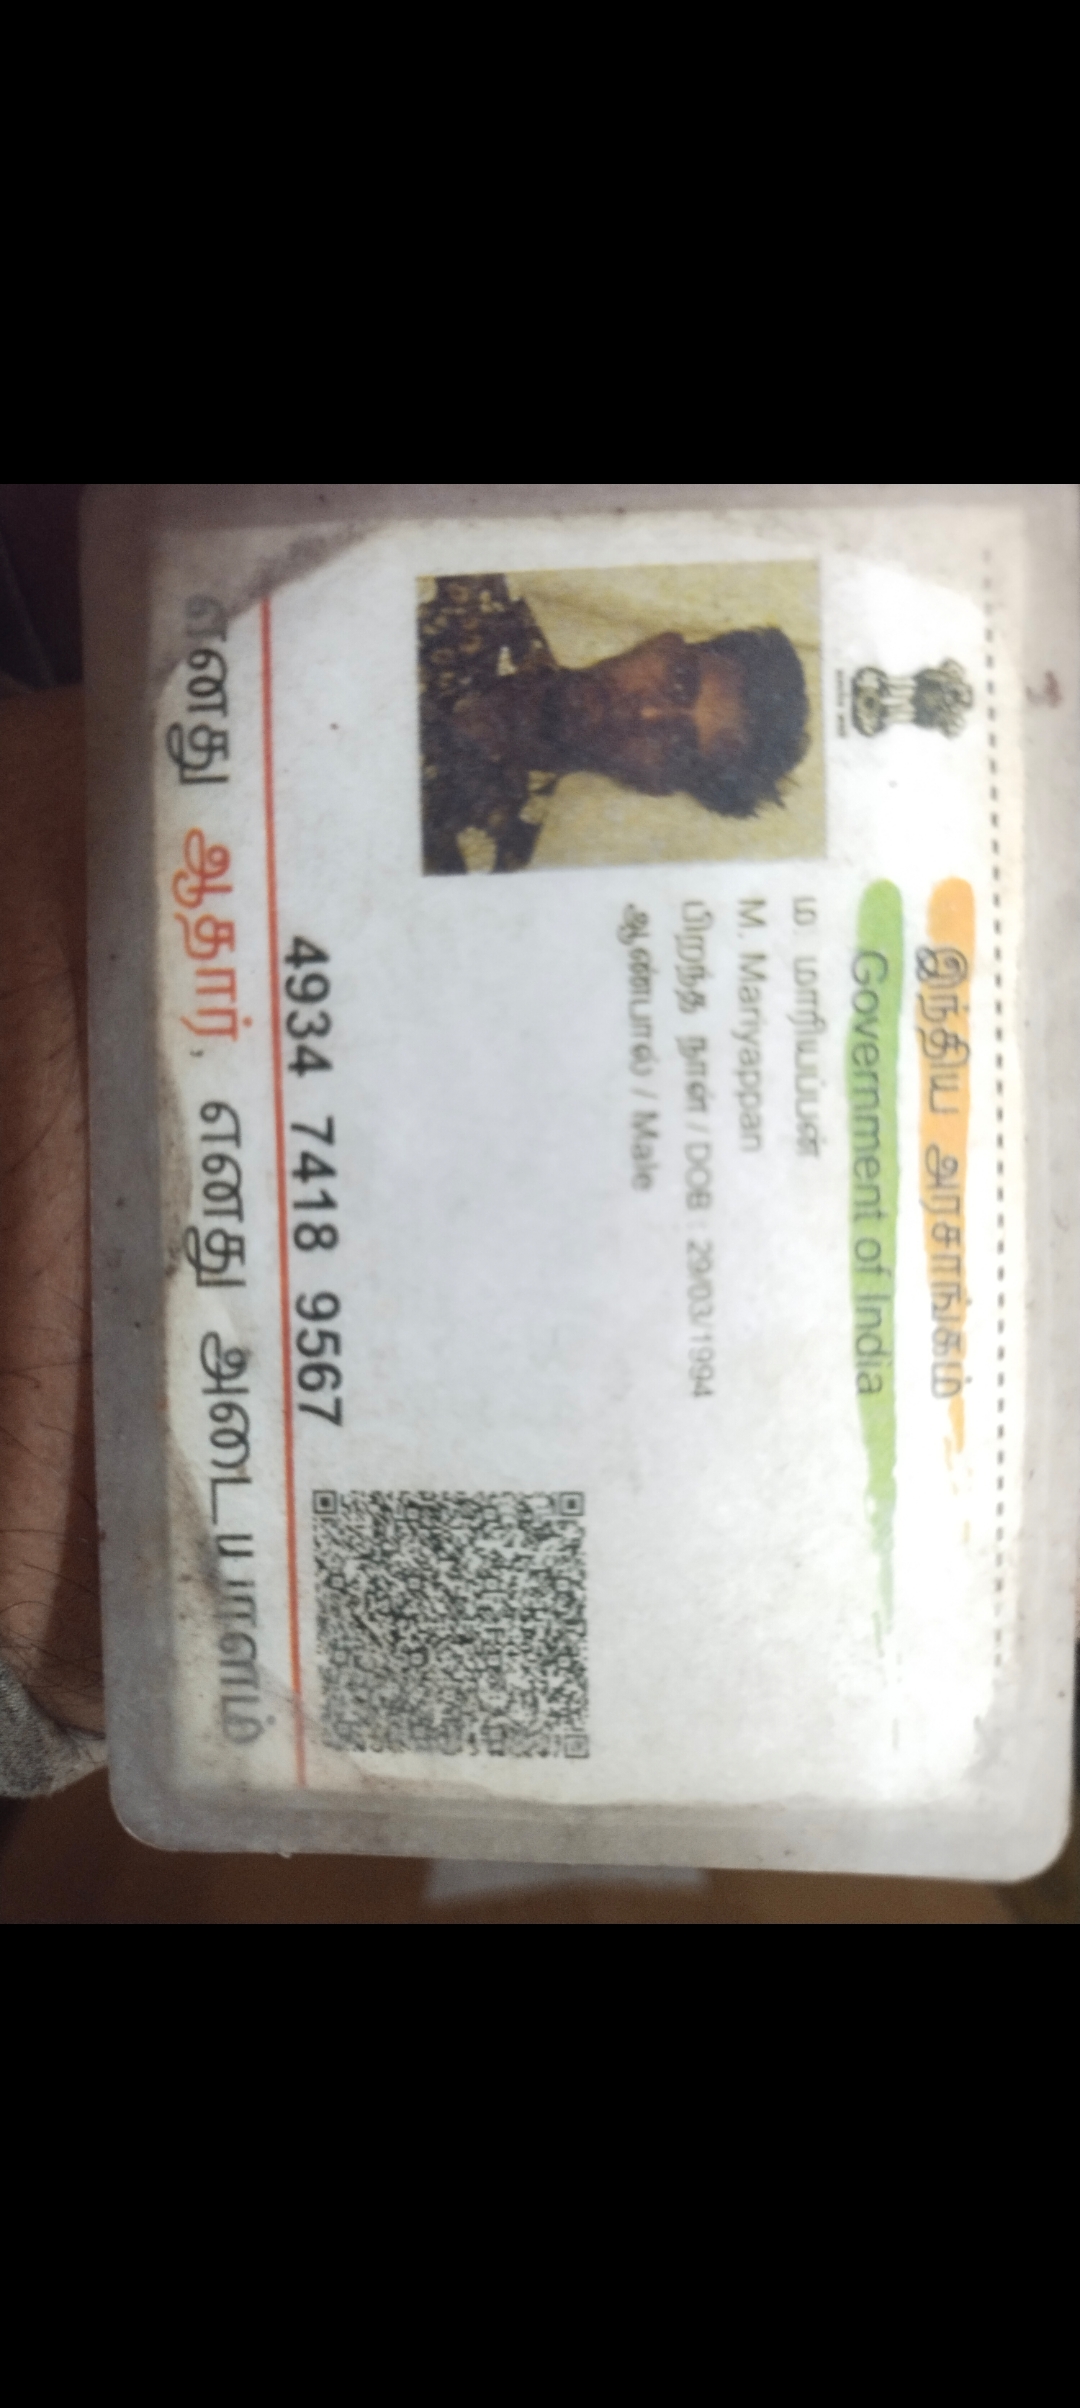 இந்திய அரசாங்கம்
Government of India
ம. மாரியப்பன்
M. Mariyappan
பிறந்த நாள் / DOB : 29/03/1994
ஆண்பால் / Male
4934 7418 9567
எனது ஆதார், எனது அடையாளம்